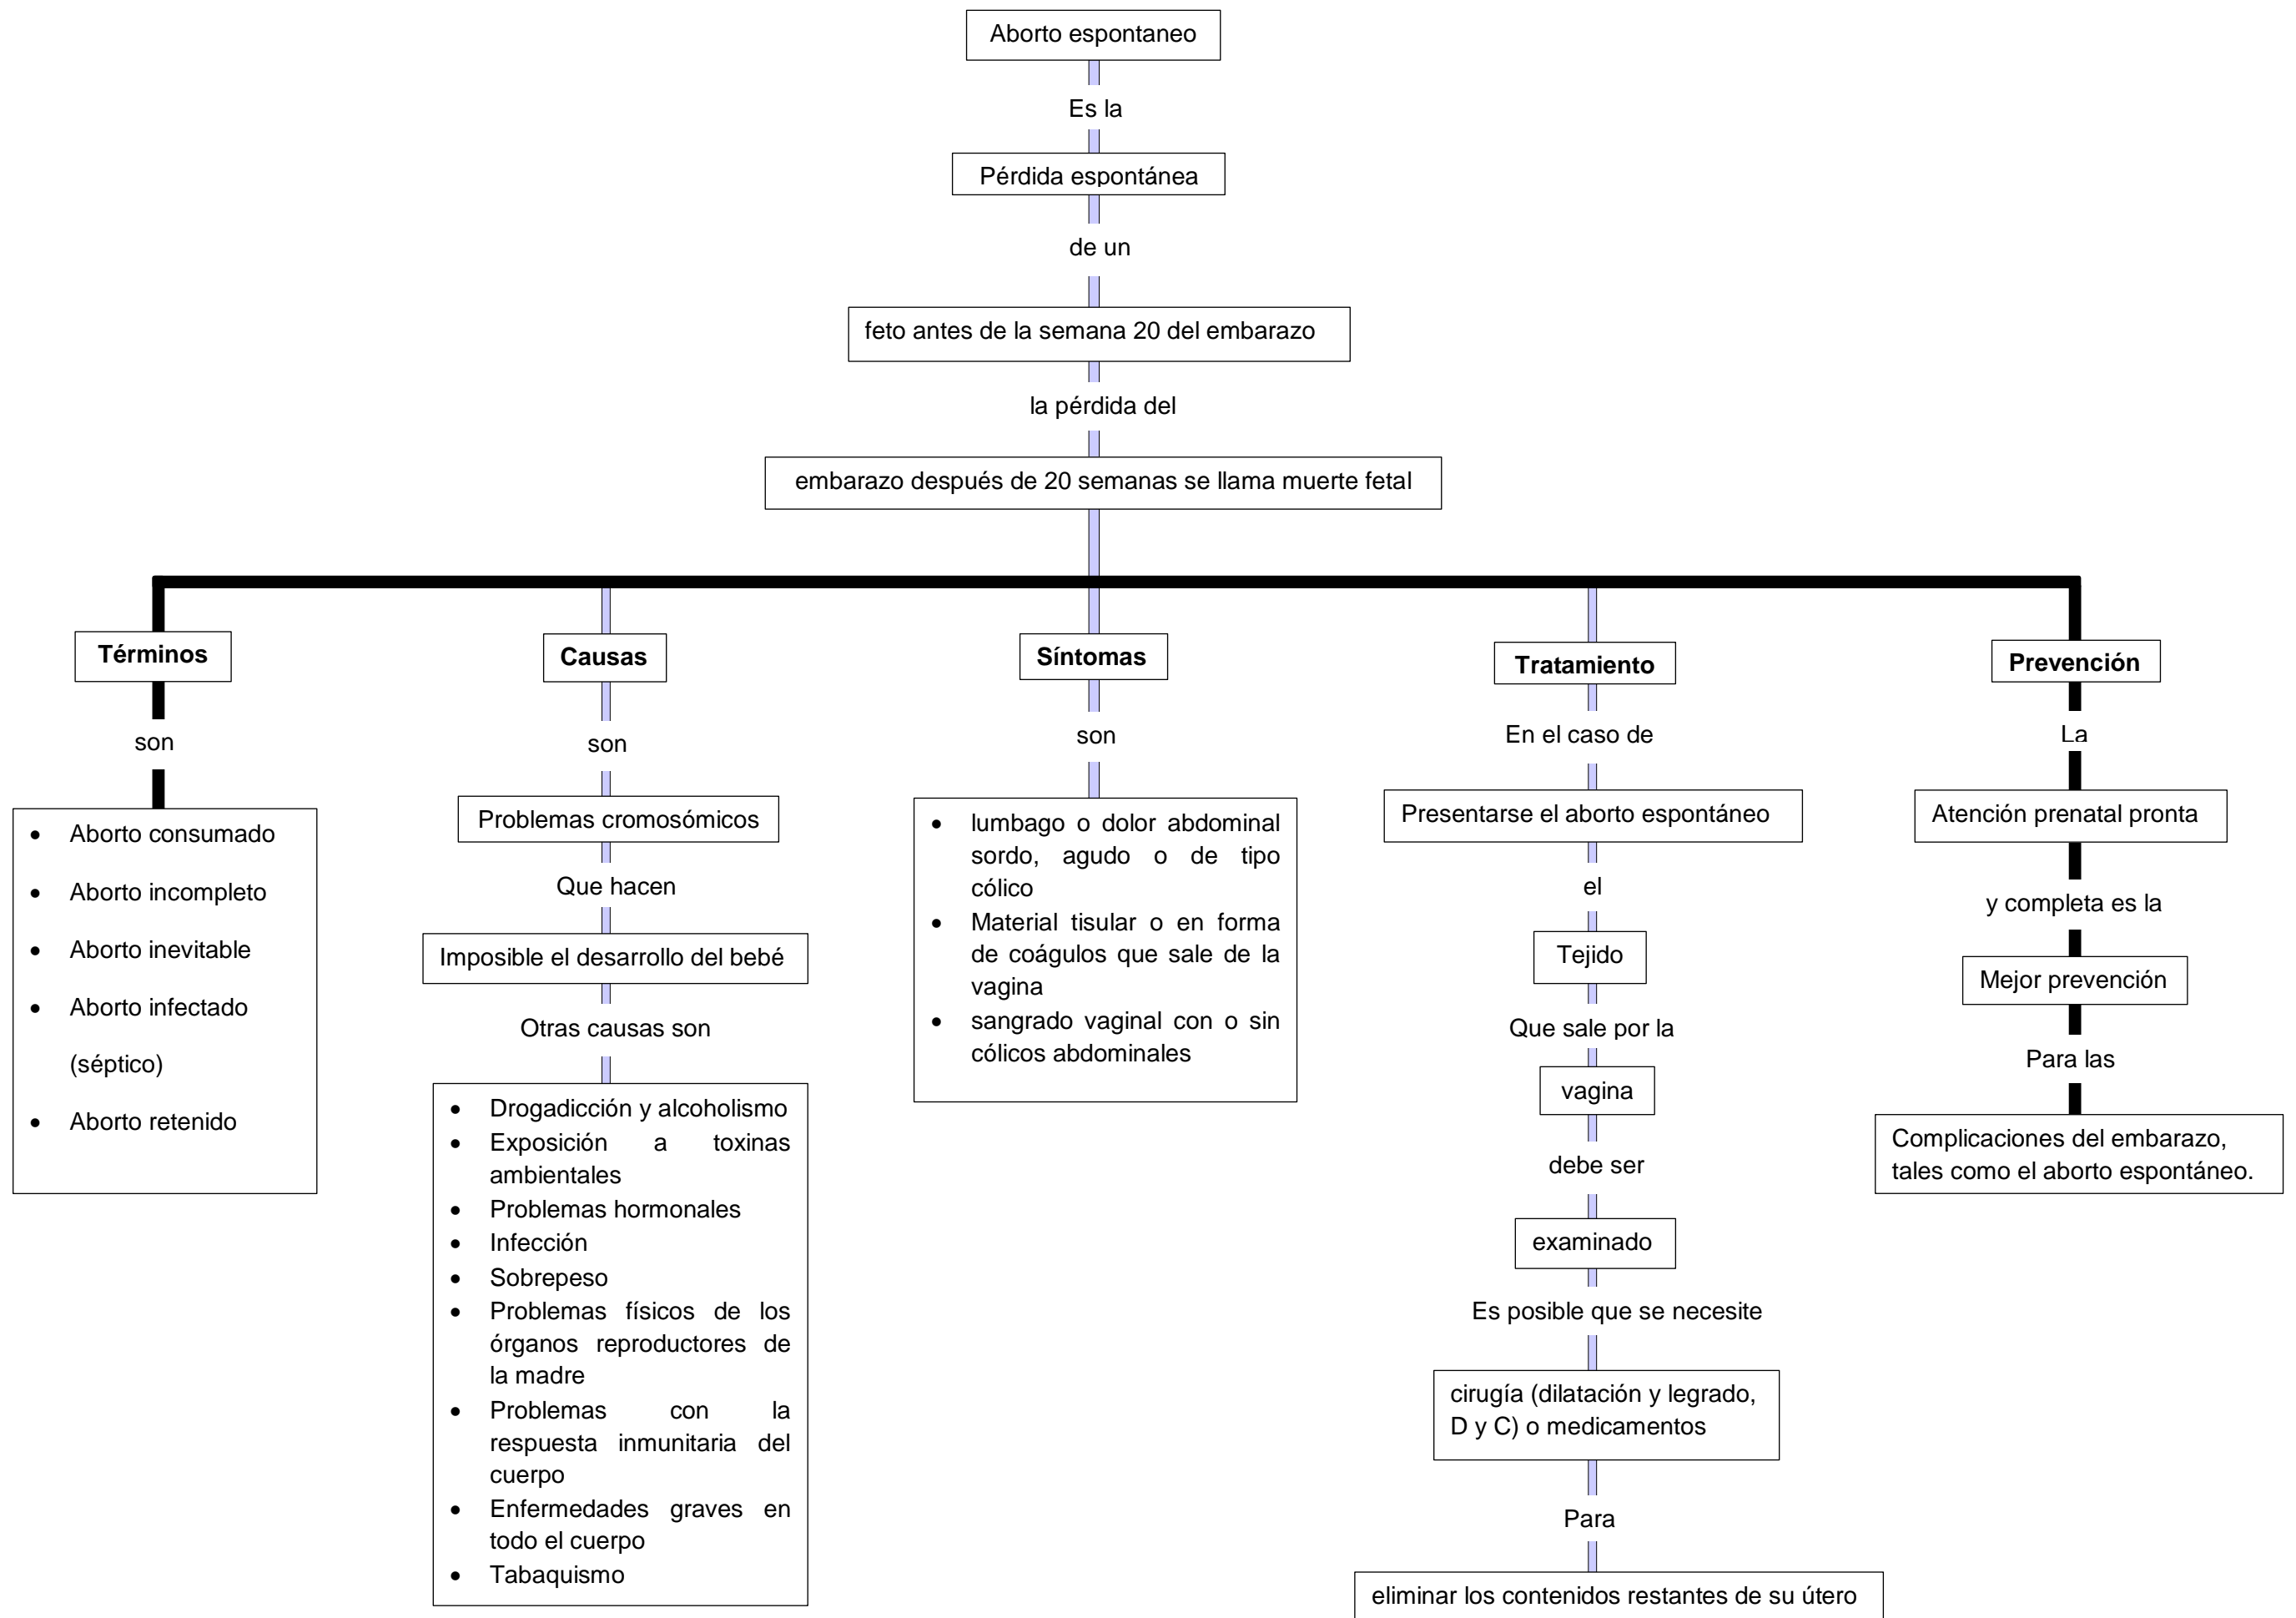 Aborto espontaneo
Es la
Pérdida espontánea
de un
feto antes de la semana 20 del embarazo
la pérdida del
embarazo después de 20 semanas se llama muerte fetal
Términos
son
• Aborto consumado
• Aborto incompleto
• Aborto inevitable
• Aborto infectado
(séptico)
• Aborto retenido
Causas
son
Problemas cromosómicos
Que hacen
Imposible el desarrollo del bebé
Otras causas son
• Drogadicción y alcoholismo
• Exposición a toxinas
ambientales
• Problemas hormonales
• Infección
• Sobrepeso
• Problemas físicos de los
órganos reproductores de
la madre
• Problemas con la
respuesta inmunitaria del
cuerpo
• Enfermedades graves en
todo el cuerpo
• Tabaquismo
Síntomas
son
• lumbago o dolor abdominal
sordo, agudo o de tipo
cólico
• Material tisular o en forma
de coágulos que sale de la
vagina
• sangrado vaginal con o sin
cólicos abdominales
Tratamiento
En el caso de
Presentarse el aborto espontáneo
el
Tejido
Que sale por la
vagina
debe ser
examinado
Es posible que se necesite
cirugía (dilatación y legrado,
D y C) o medicamentos
Para
eliminar los contenidos restantes de su útero
Prevención
La
Atención prenatal pronta
y completa es la
Mejor prevención
Para las
Complicaciones del embarazo,
tales como el aborto espontáneo.